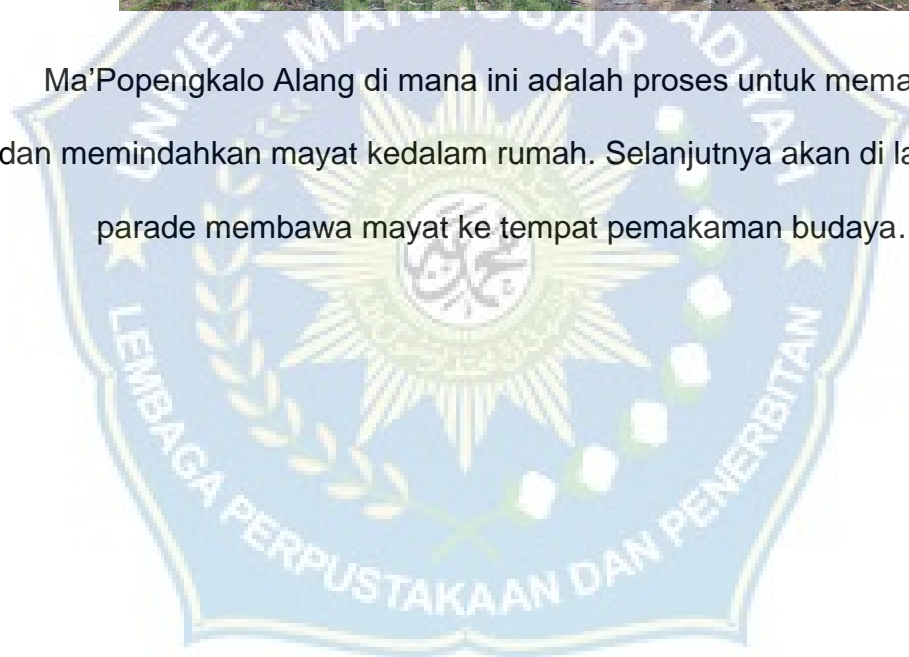 Ma’Popengkalo Alang di mana ini adalah proses untuk mema
dan memindahkan mayat kedalam rumah. Selanjutnya akan di la
parade membawa mayat ke tempat pemakaman budaya.
MAKASSAR
LEMBAGA PERPUSTAKAAN DAN PENERBITAN